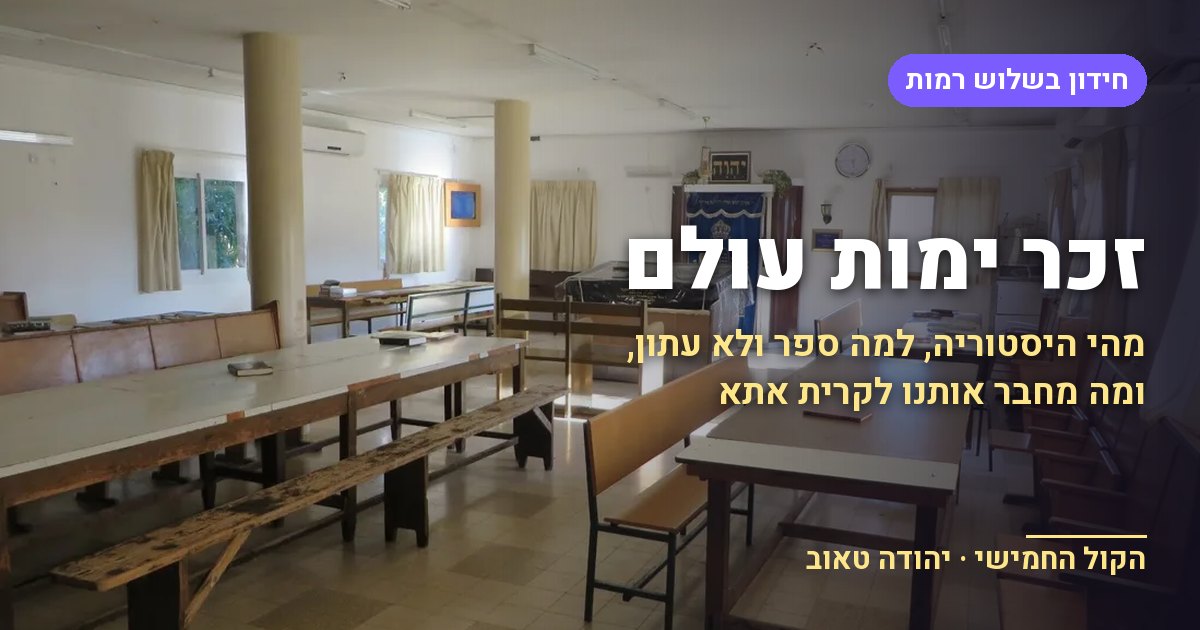 חידון בשלוש רמות
יהוה
זכר ימות עולם
מהי היסטוריה, למה ספר ולא עתון,
ומה מחבר אותנו לקרית אתא
הקול החמישי · יהודה טאוב